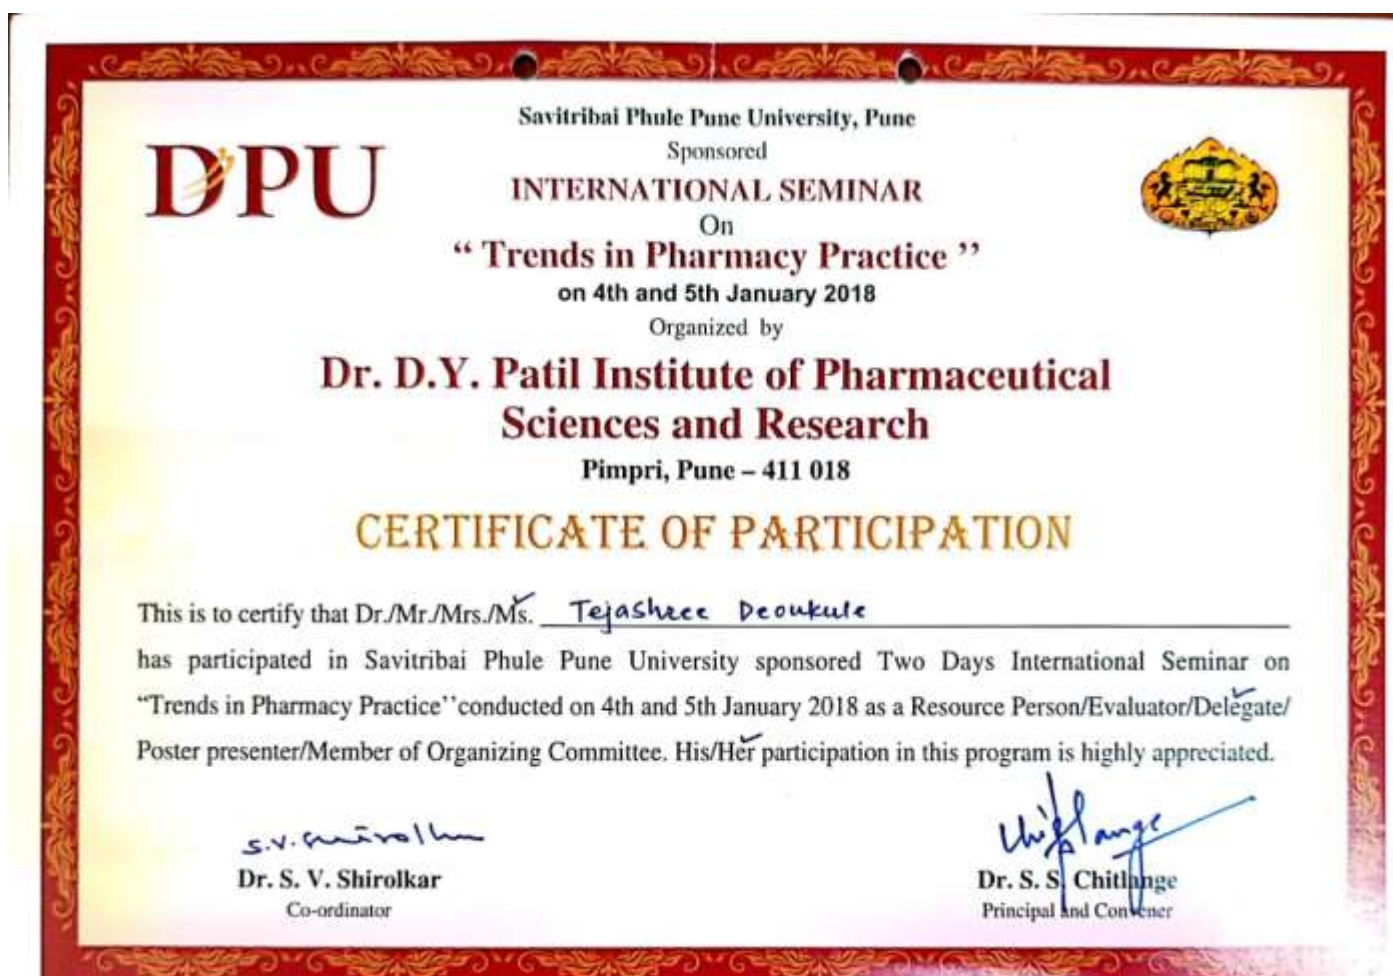 Savitribai Phule Pune University, Pune
DPU
Sponsored
INTERNATIONAL SEMINAR
On
“ Trends in Pharmacy Practice ’’
on 4th and 5th January 2018
Organized by
Dr. D.Y. Patil Institute of Pharmaceutical
Sciences and Research
Pimpri, Pune – 411 018
CERTIFICATE OF PARTICIPATION
This is to certify that Dr./Mr./Mrs./Ms. Tejashree Deoukule
has participated in Savitribai Phule Pune University sponsored Two Days International Seminar on
“Trends in Pharmacy Practice’’conducted on 4th and 5th January 2018 as a Resource Person/Evaluator/Delegate/
Poster presenter/Member of Organizing Committee. His/Her participation in this program is highly appreciated.
S.V. Shirolkar
Chitlange
Dr. S. V. Shirolkar
Co-ordinator
Dr. S. S. Chitlange
Principal and Convener